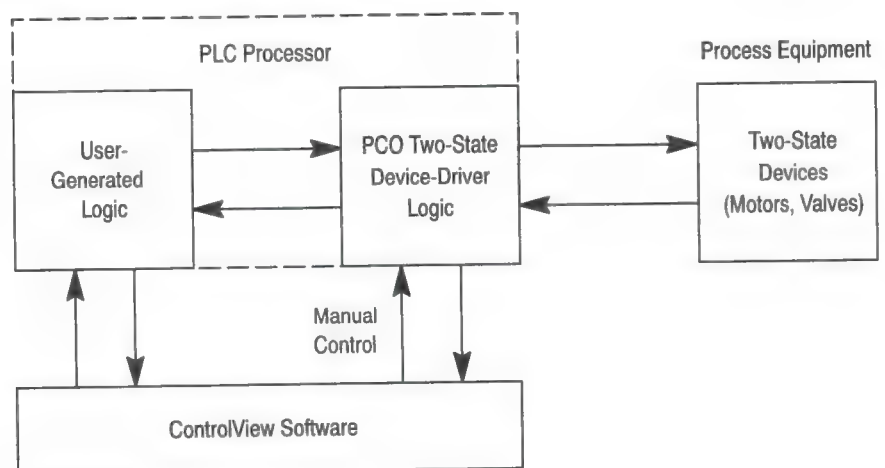 PLC Processor
Process Equipment
User-
Generated
Logic
PCO Two-State
Device-Driver
Logic
Two-State
Devices
(Motors, Valves)
Manual
Control
ControlView Software